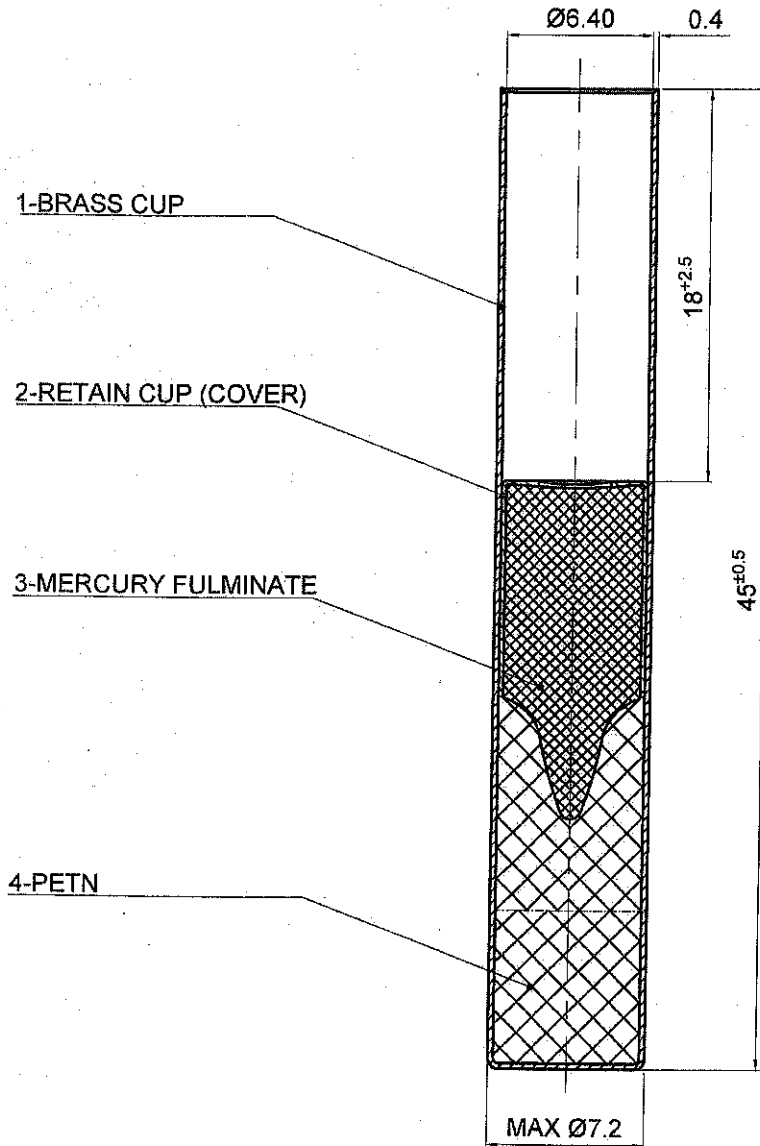 Ø6.40
0.4
1-BRASS CUP
18+2.5
2-RETAIN CUP (COVER)
3-MERCURY FULMINATE
45±0.5
4-PETN
MAX Ø7.2